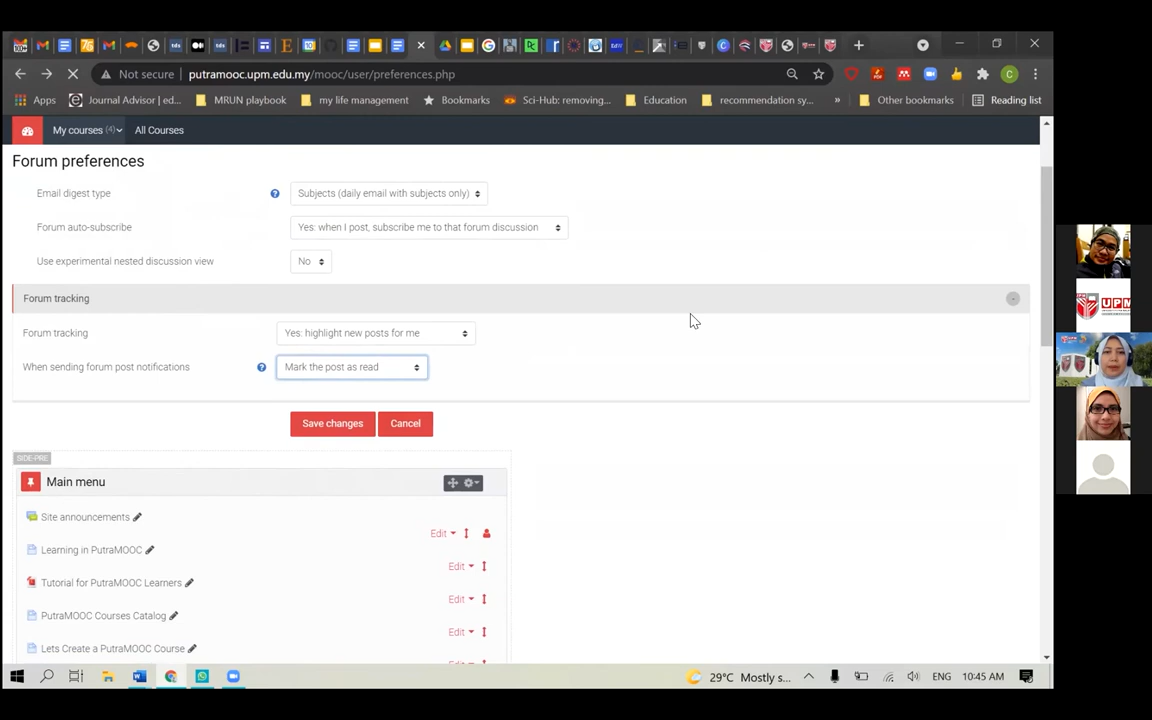 Not secure putramooc.upm.edu.my/mooc/user/preferences.php
Apps Journal Advisor | ed... MRUN playbook my life management Bookmarks Sci-Hub: removing... Education recommendation sy... » Other bookmarks Reading list
My courses (4) All Courses
Forum preferences
Email digest type Subjects (daily email with subjects only)
Forum auto-subscribe Yes: when I post, subscribe me to that forum discussion
Use experimental nested discussion view No
Forum tracking
Forum tracking Yes: highlight new posts for me
When sending forum post notifications Mark the post as read
Save changes Cancel
SIDE-PRE
Main menu
Site announcements
Edit
Learning in PutraMOOC
Edit
Tutorial for PutraMOOC Learners
Edit
PutraMOOC Courses Catalog
Edit
Lets Create a PutraMOOC Course
29°C Mostly s... ENG 10:45 AM
UPM